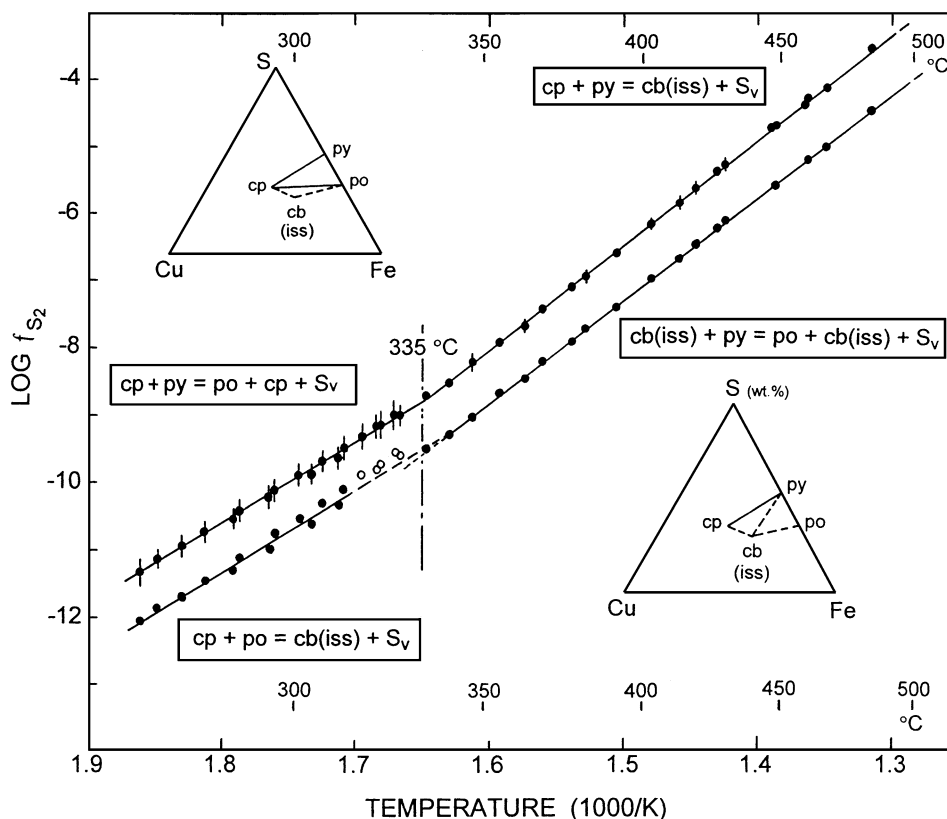 300 350 400 450 500
°C
-4
-6
-8
-10
-12
LOG f S₂
cp + py = cb(iss) + Sᵥ
S
py
po
cp
cb
(iss)
Cu Fe
335 °C
cb(iss) + py = po + cb(iss) + Sᵥ
cp + py = po + cp + Sᵥ
S (wt.%)
py
cp po
cb
(iss)
Cu Fe
cp + po = cb(iss) + Sᵥ
300 350 400 450 500
°C
1.9 1.8 1.7 1.6 1.5 1.4 1.3
TEMPERATURE (1000/K)